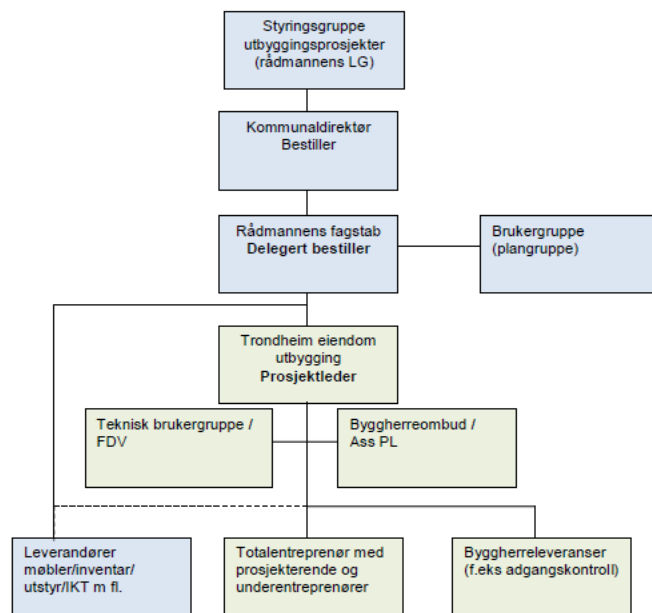 Styringsgruppe
utbyggingsprosjekter
(rådmannens LG)
Kommunaldirektør
Bestiller
Rådmannens fagstab
Delegert bestiller
Brukergruppe
(plangruppe)
Trondheim eiendom
utbygging
Prosjektleder
Teknisk brukergruppe /
FDV
Byggherreombud /
Ass PL
Leverandører
møbler/inventar/
utstyr/IKT m fl.
Totalentreprenør med
prosjekterende og
underentreprenører
Byggherreleveranser
(f.eks adgangskontroll)